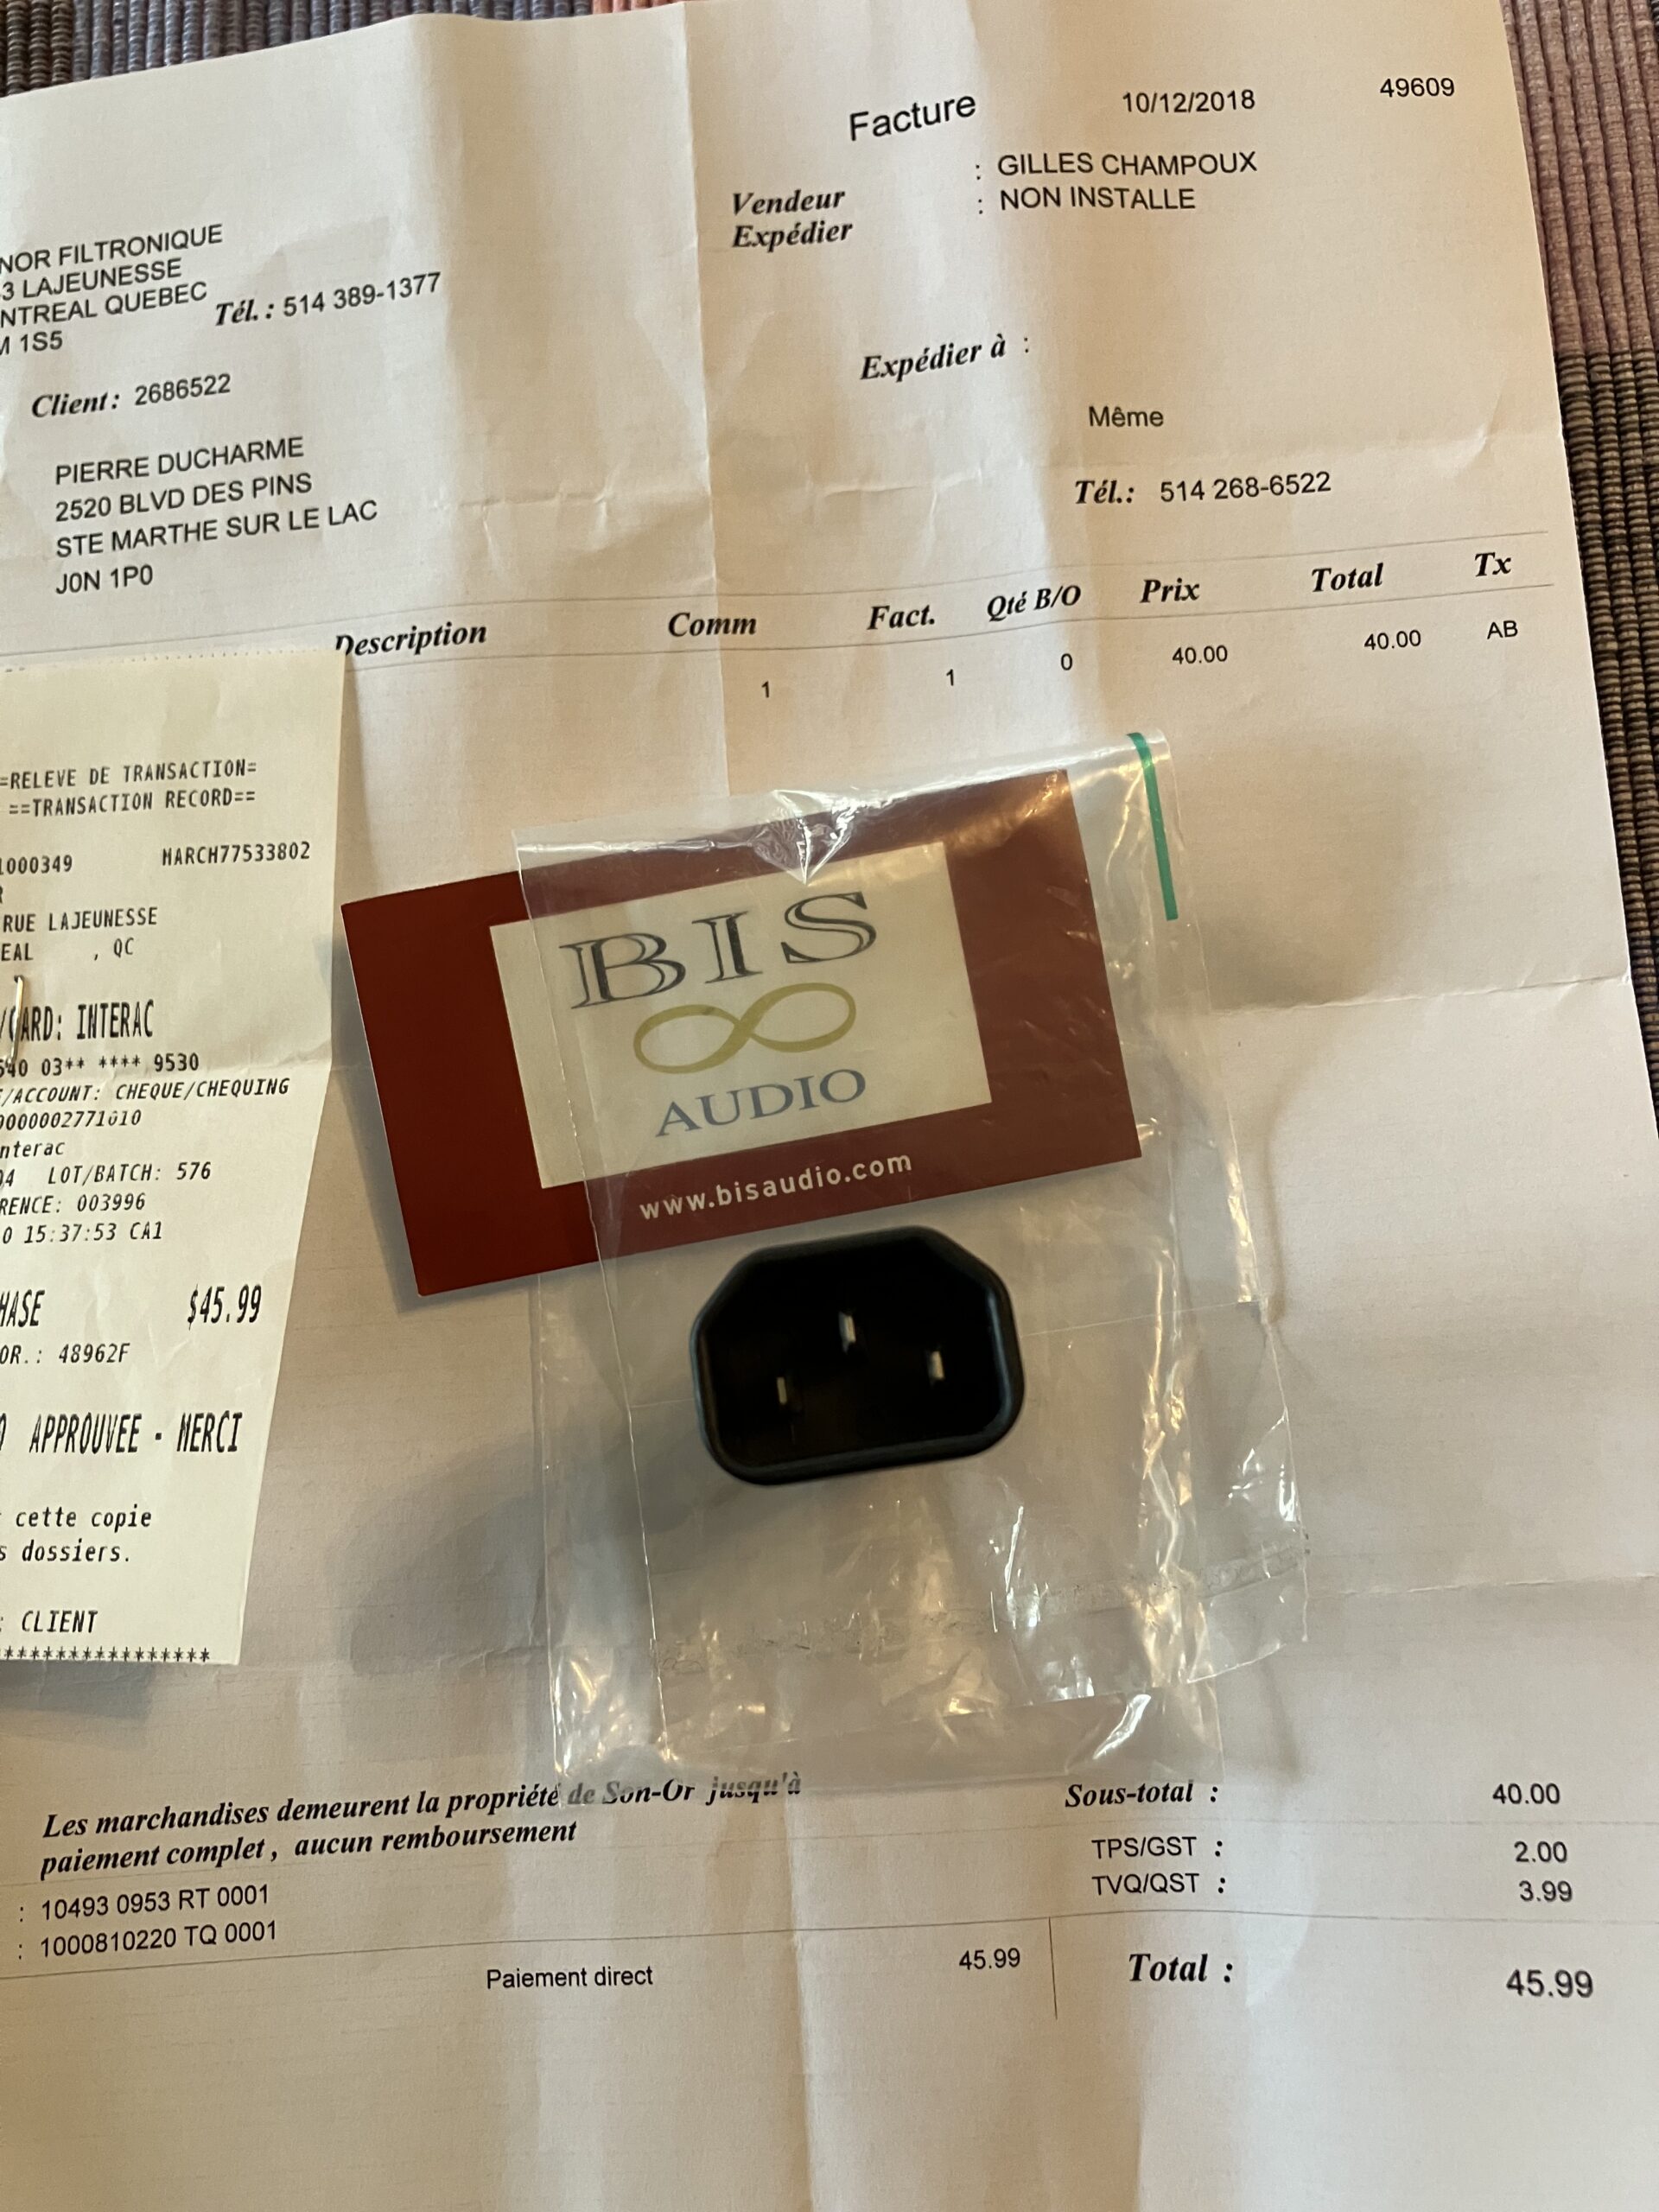 Facture 10/12/2018 49609
Vendeur : GILLES CHAMPOUX
Expédier : NON INSTALLE
NOR FILTRONIQUE
3 LAJEUNESSE
NTREAL QUEBEC
M 1S5
Tél. : 514 389-1377
Client : 2686522
Expédier à :
Même
PIERRE DUCHARME
2520 BLVD DES PINS
STE MARTHE SUR LE LAC
J0N 1P0
Tél.: 514 268-6522
Description Comm Fact. Qté B/O Prix Total Tx
1 1 0 40.00 40.00 AB
=RELEVE DE TRANSACTION=
==TRANSACTION RECORD==
1000349 MARCH77533802
RUE LAJEUNESSE
EAL , QC
/CARD: INTERAC
540 03** **** 9530
/ACCOUNT: CHEQUE/CHEQUING
0000002771010
nterac
04 LOT/BATCH: 576
RENCE: 003996
0 15:37:53 CA1
HASE $45.99
OR.: 48962F
APPROUVEE - MERCI
cette copie
s dossiers.
: CLIENT
****************
BIS
AUDIO
www.bisaudio.com
Les marchandises demeurent la propriété de Son-Or jusqu'à
paiement complet , aucun remboursement
: 10493 0953 RT 0001
: 1000810220 TQ 0001
Sous-total : 40.00
TPS/GST : 2.00
TVQ/QST : 3.99
Paiement direct 45.99
Total : 45.99